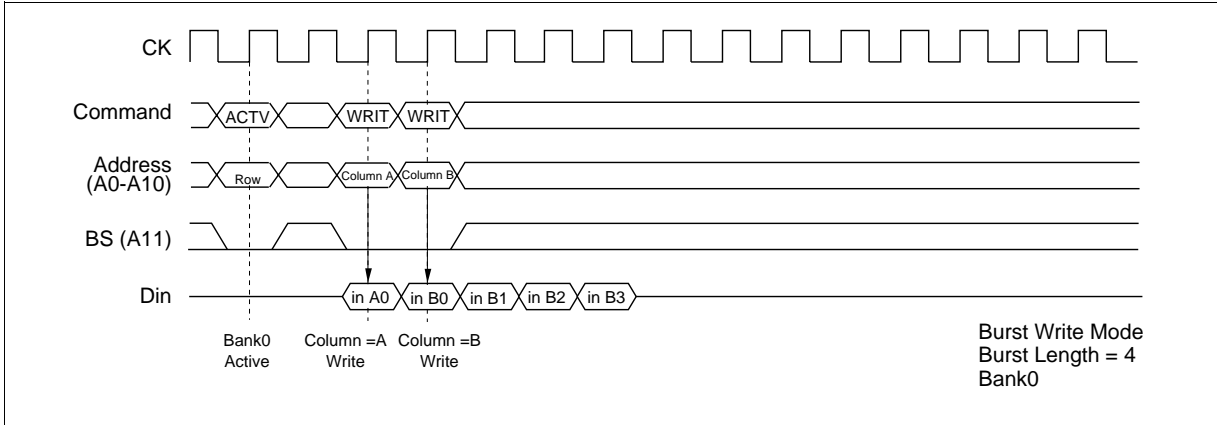 CK
Command ACTV WRIT WRIT
Address
(A0-A10) Row Column A Column B
BS (A11)
Din in A0 in B0 in B1 in B2 in B3
Bank0 Column =A Column =B
Active Write Write
Burst Write Mode
Burst Length = 4
Bank0